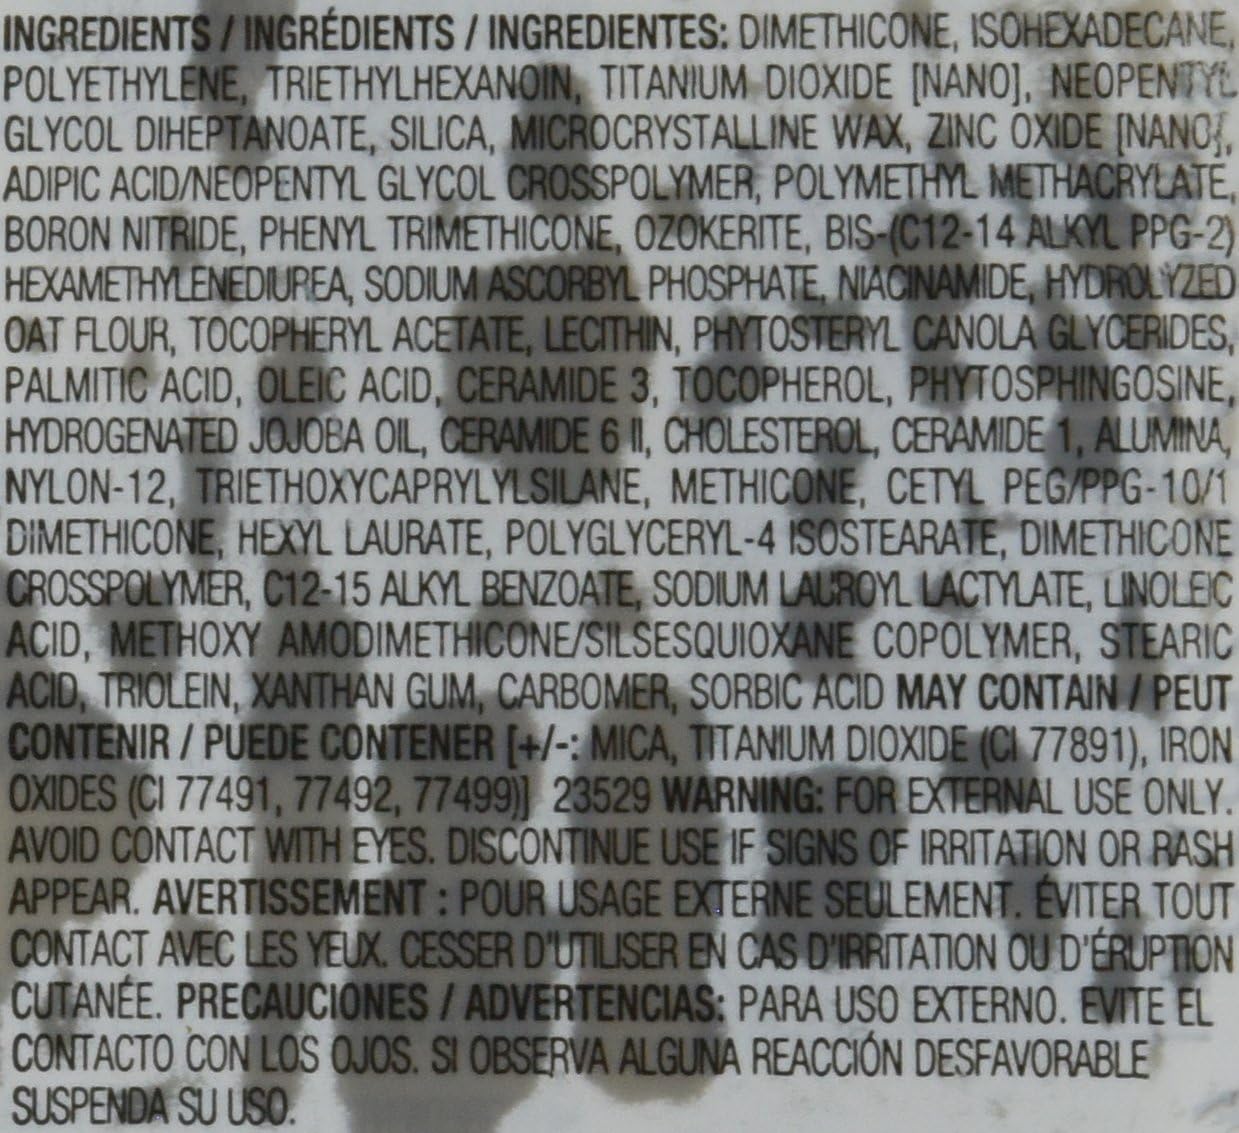 INGREDIENTS / INGRÉDIENTS / INGREDIENTES: DIMETHICONE, ISOHEXADECANE,
POLYETHYLENE, TRIETHYLHEXANOIN, TITANIUM DIOXIDE [NANO], NEOPENTYL
GLYCOL DIHEPTANOATE, SILICA, MICROCRYSTALLINE WAX, ZINC OXIDE [NANO],
ADIPIC ACID/NEOPENTYL GLYCOL CROSSPOLYMER, POLYMETHYL METHACRYLATE,
BORON NITRIDE, PHENYL TRIMETHICONE, OZOKERITE, BIS-(C12-14 ALKYL PPG-2)
HEXAMETHYLENEDIUREA, SODIUM ASCORBYL PHOSPHATE, NIACINAMIDE, HYDROLYZED
OAT FLOUR, TOCOPHERYL ACETATE, LECITHIN, PHYTOSTERYL CANOLA GLYCERIDES,
PALMITIC ACID, OLEIC ACID, CERAMIDE 3, TOCOPHEROL, PHYTOSPHINGOSINE,
HYDROGENATED JOJOBA OIL, CERAMIDE 6 II, CHOLESTEROL, CERAMIDE 1, ALUMINA,
NYLON-12, TRIETHOXYCAPRYLYLSILANE, METHICONE, CETYL PEG/PPG-10/1
DIMETHICONE, HEXYL LAURATE, POLYGLYCERYL-4 ISOSTEARATE, DIMETHICONE
CROSSPOLYMER, C12-15 ALKYL BENZOATE, SODIUM LAUROYL LACTYLATE, LINOLEIC
ACID, METHOXY AMODIMETHICONE/SILSESQUIOXANE COPOLYMER, STEARIC
ACID, TRIOLEIN, XANTHAN GUM, CARBOMER, SORBIC ACID MAY CONTAIN / PEUT
CONTENIR / PUEDE CONTENER [+/-: MICA, TITANIUM DIOXIDE (CI 77891), IRON
OXIDES (CI 77491, 77492, 77499)] 23529 WARNING: FOR EXTERNAL USE ONLY.
AVOID CONTACT WITH EYES. DISCONTINUE USE IF SIGNS OF IRRITATION OR RASH
APPEAR. AVERTISSEMENT : POUR USAGE EXTERNE SEULEMENT. ÉVITER TOUT
CONTACT AVEC LES YEUX. CESSER D'UTILISER EN CAS D'IRRITATION OU D'ÉRUPTION
CUTANÉE. PRECAUCIONES / ADVERTENCIAS: PARA USO EXTERNO. EVITE EL
CONTACTO CON LOS OJOS. SI OBSERVA ALGUNA REACCIÓN DESFAVORABLE
SUSPENDA SU USO.